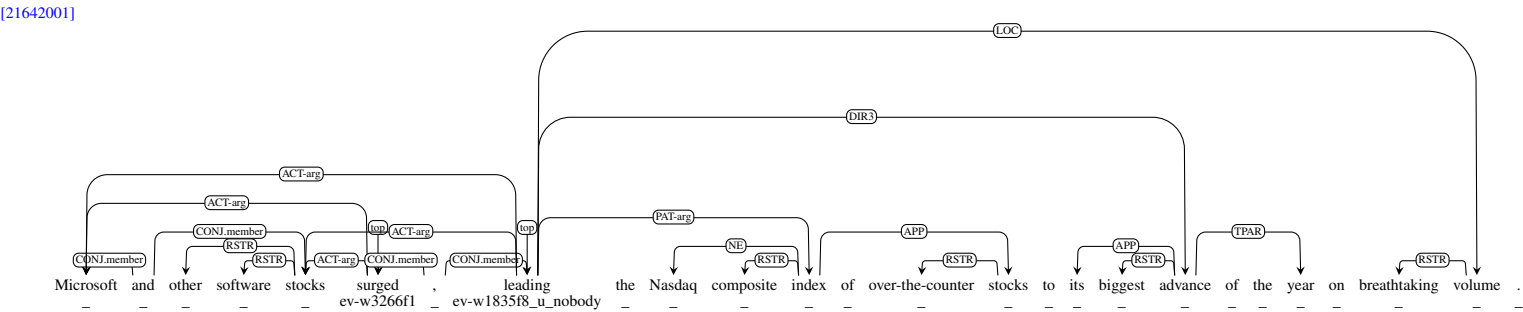 [21642001]
LOC
DIR3
ACT-arg
ACT-arg
PAT-arg
CONJ.member top ACT-arg top APP TPAR
RSTR NE APP
CONJ.member RSTR ACT-arg CONJ.member CONJ.member RSTR RSTR RSTR RSTR
Microsoft and other software stocks surged , leading the Nasdaq composite index of over-the-counter stocks to its biggest advance of the year on breathtaking volume .
_ _ _ _ _ ev-w3266f1 _ ev-w1835f8_u_nobody _ _ _ _ _ _ _ _ _ _ _ _ _ _ _ _ _ _